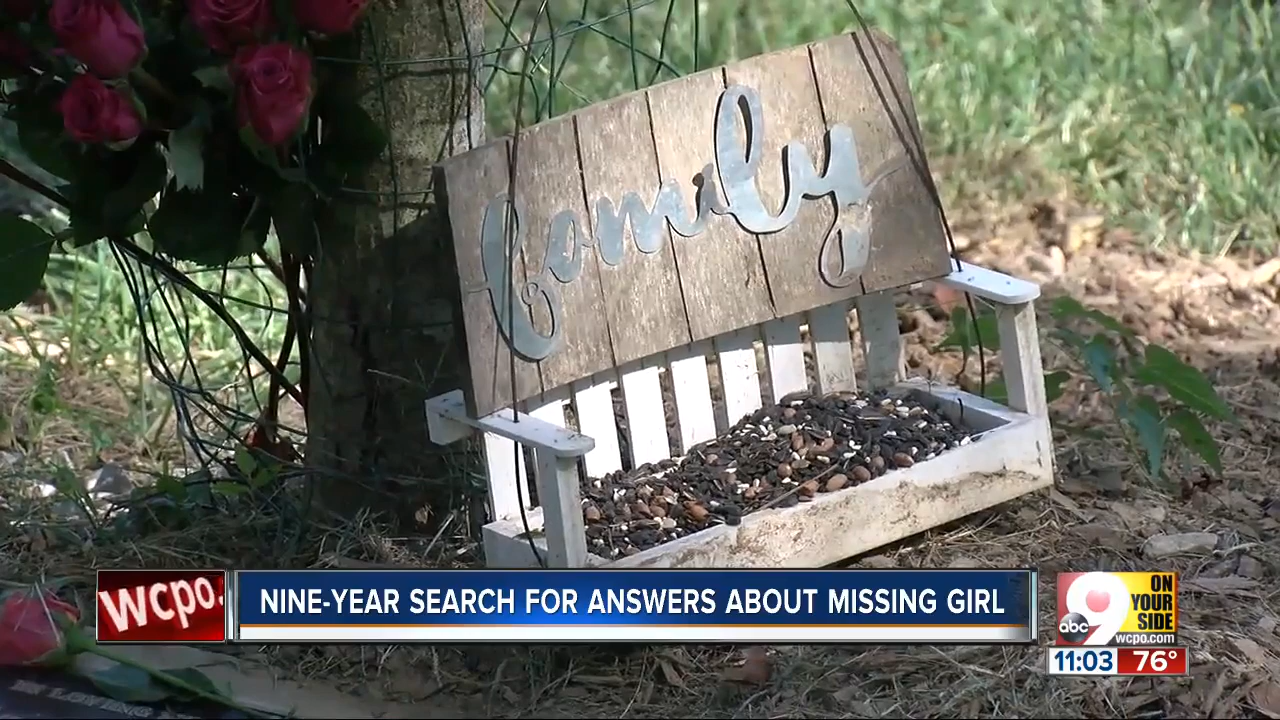 family
wcpo.
NINE-YEAR SEARCH FOR ANSWERS ABOUT MISSING GIRL
abc 9
ON
YOUR
SIDE
wcpo.com
11:03 76°
IN LOVING